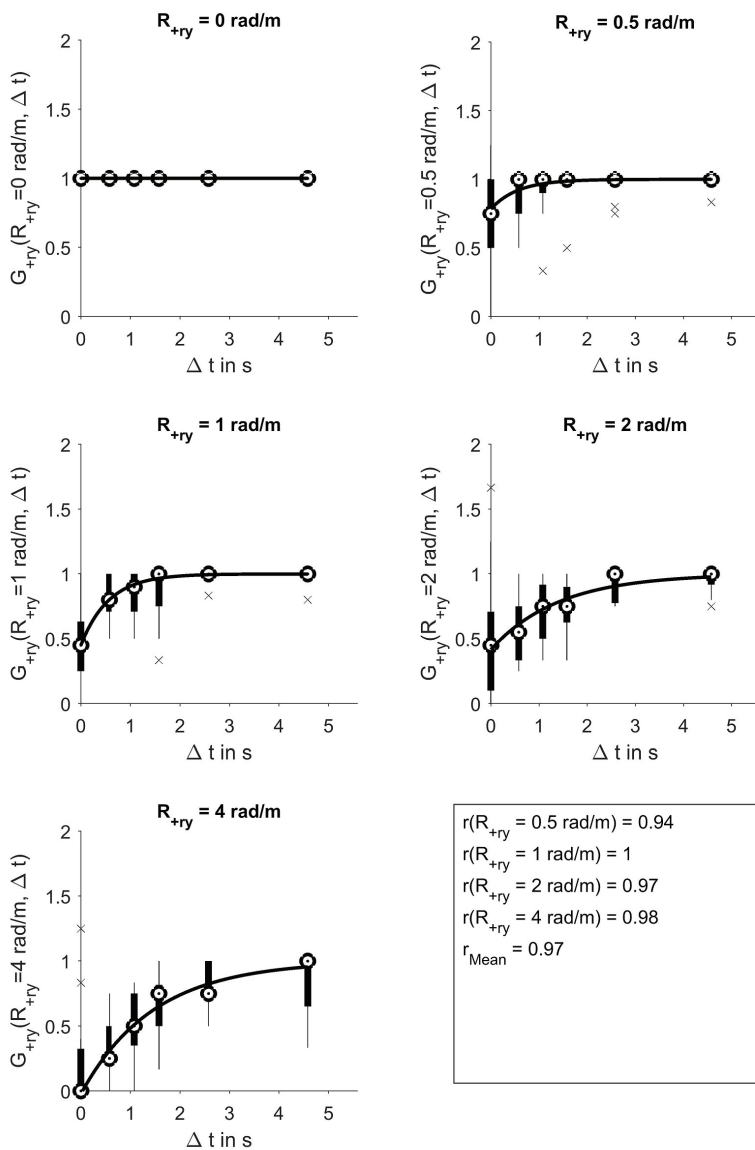 R+ry = 0 rad/m
G+ry(R+ry=0 rad/m, Δ t)
2
1.5
1
0.5
0
0 1 2 3 4 5
Δ t in s
R+ry = 0.5 rad/m
G+ry(R+ry=0.5 rad/m, Δ t)
2
1.5
1
0.5
0
0 1 2 3 4 5
Δ t in s
R+ry = 1 rad/m
G+ry(R+ry=1 rad/m, Δ t)
2
1.5
1
0.5
0
0 1 2 3 4 5
Δ t in s
R+ry = 2 rad/m
G+ry(R+ry=2 rad/m, Δ t)
2
1.5
1
0.5
0
0 1 2 3 4 5
Δ t in s
R+ry = 4 rad/m
G+ry(R+ry=4 rad/m, Δ t)
2
1.5
1
0.5
0
0 1 2 3 4 5
Δ t in s
r(R+ry = 0.5 rad/m) = 0.94
r(R+ry = 1 rad/m) = 1
r(R+ry = 2 rad/m) = 0.97
r(R+ry = 4 rad/m) = 0.98
rMean = 0.97